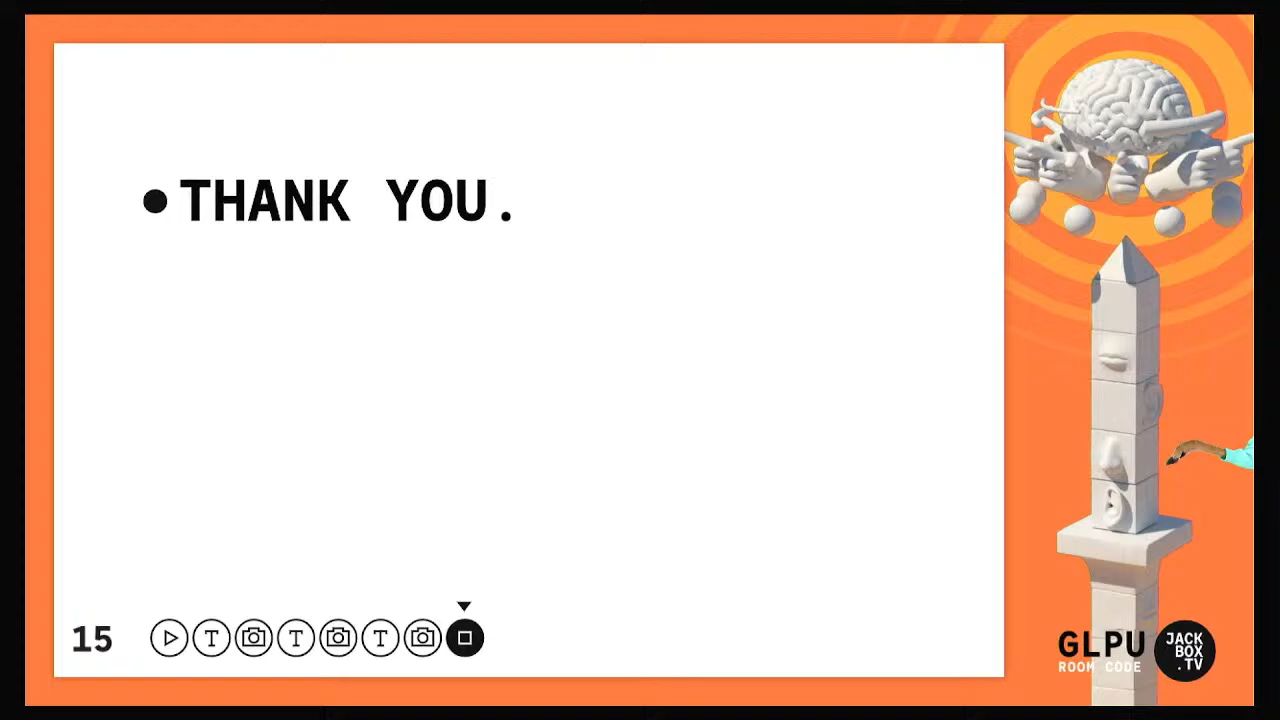 • THANK YOU.
15
T
T
T
GLPU
ROOM CODE
JACK
BOX
.TV